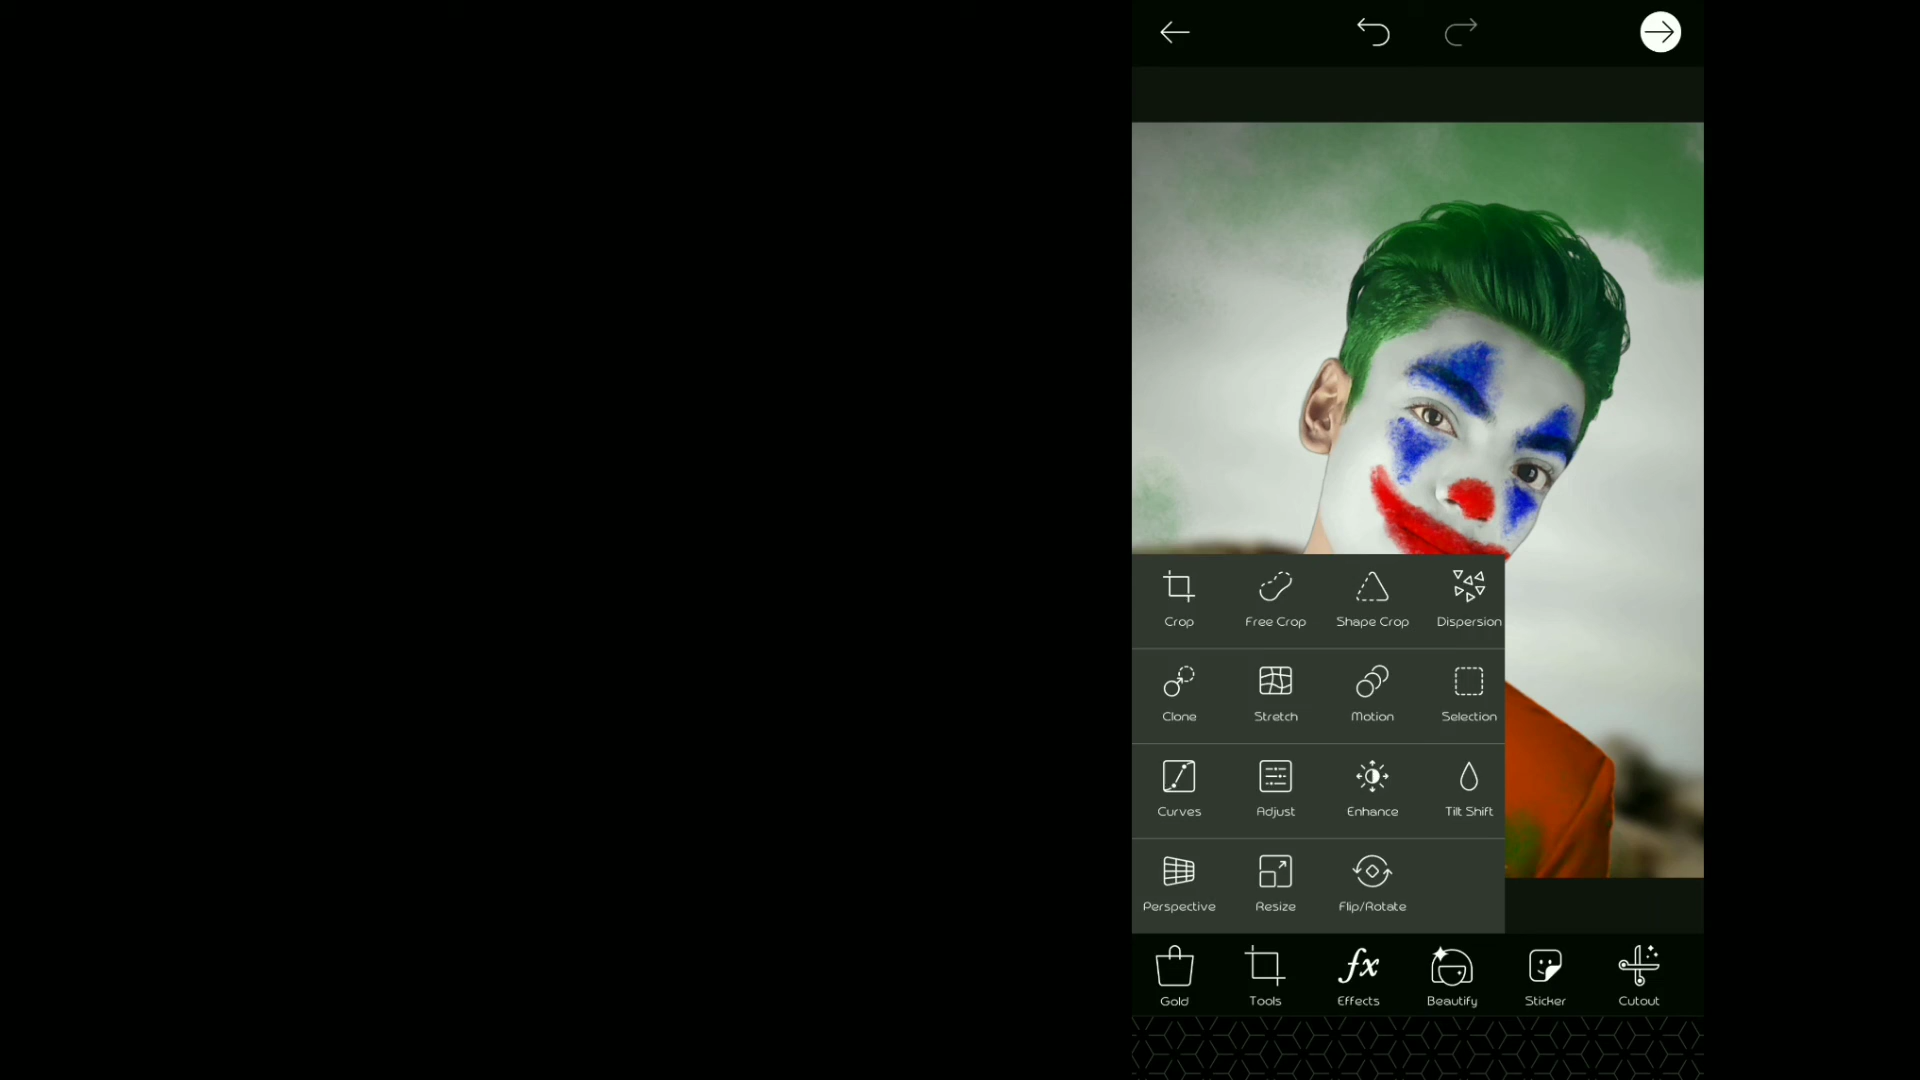 Crop Free Crop Shape Crop Dispersion
Clone Stretch Motion Selection
Curves Adjust Enhance Tilt Shift
Perspective Resize Flip/Rotate
fx
Gold Tools Effects Beautify Sticker Cutout